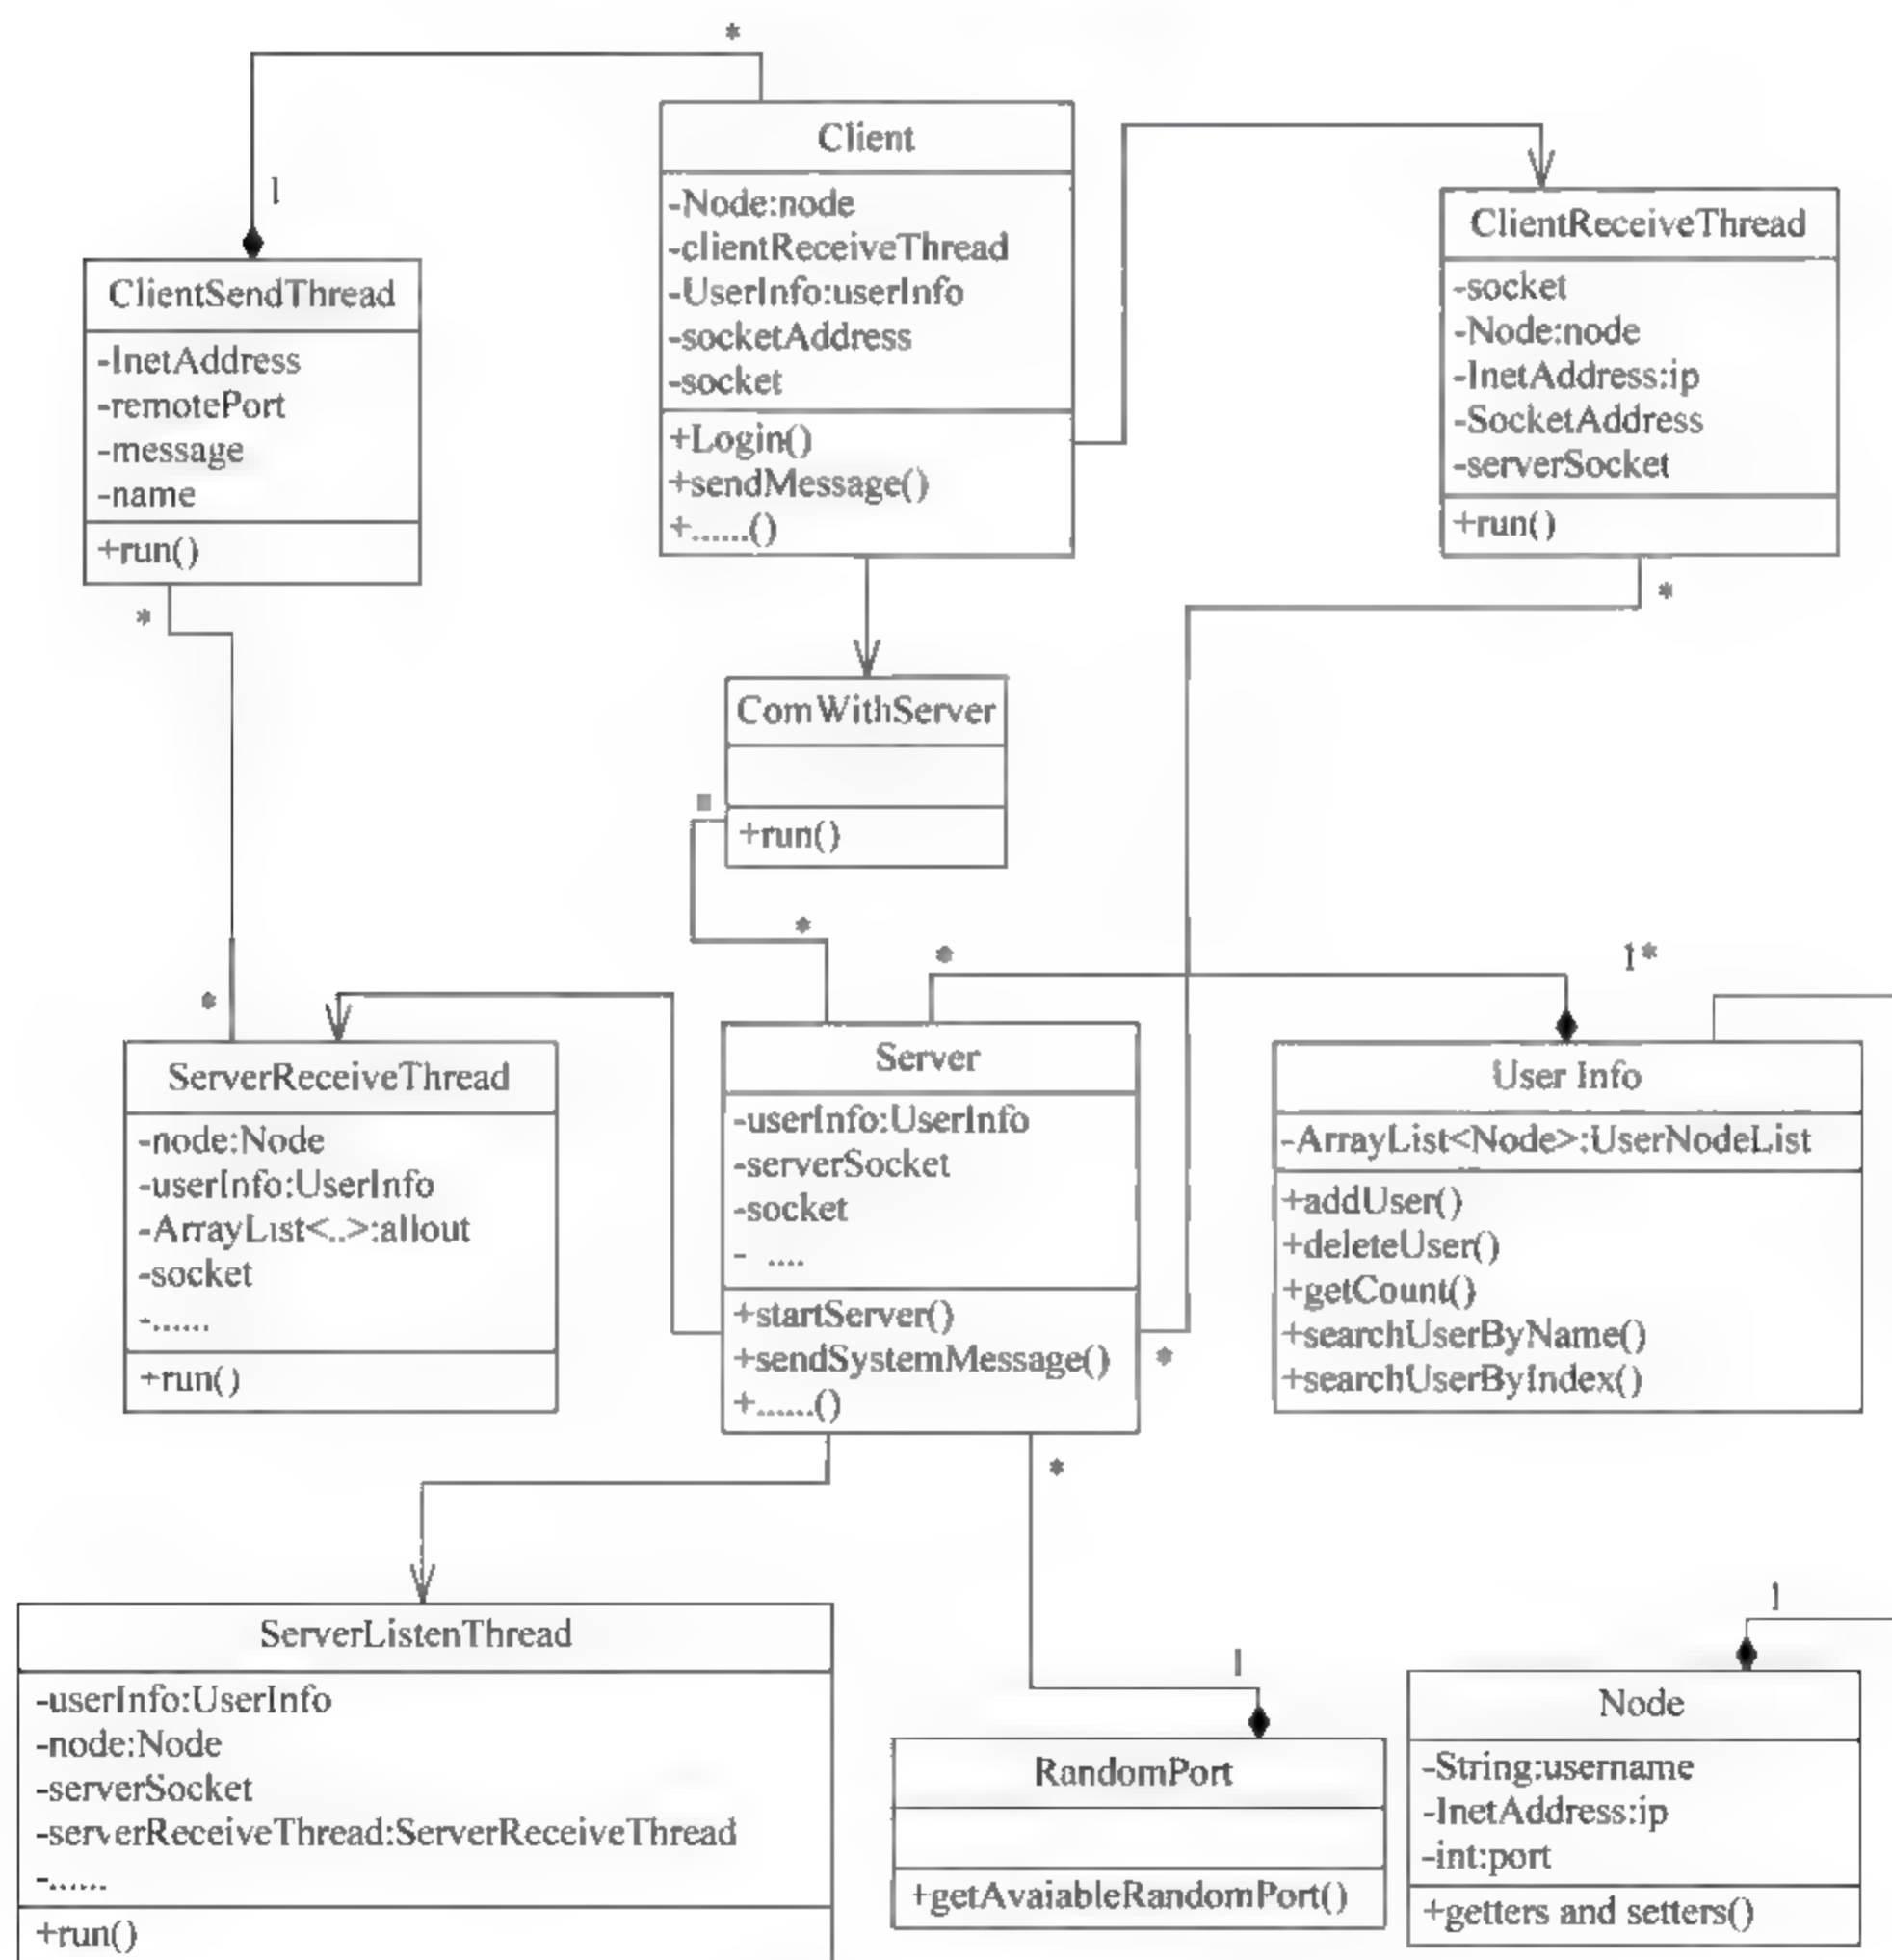 *
Client
-Node:node
-clientReceiveThread
-UserInfo:userInfo
-socketAddress
-socket
+Login()
+sendMessage()
+......()
1
ClientSendThread
-InetAddress
-remotePort
-message
-name
+run()
*
ClientReceiveThread
-socket
-Node:node
-InetAddress:ip
-SocketAddress
-serverSocket
+run()
*
ComWithServer
+run()
*
*
1*
*
ServerReceiveThread
-node:Node
-userInfo:UserInfo
-ArrayList<..>:allout
-socket
-......
+run()
Server
-userInfo:UserInfo
-serverSocket
-socket
- ....
+startServer()
+sendSystemMessage()
+......()
*
*
User Info
-ArrayList<Node>:UserNodeList
+addUser()
+deleteUser()
+getCount()
+searchUserByName()
+searchUserByIndex()
ServerListenThread
-userInfo:UserInfo
-node:Node
-serverSocket
-serverReceiveThread:ServerReceiveThread
-......
+run()
1
RandomPort
+getAvaiableRandomPort()
1
Node
-String:username
-InetAddress:ip
-int:port
+getters and setters()